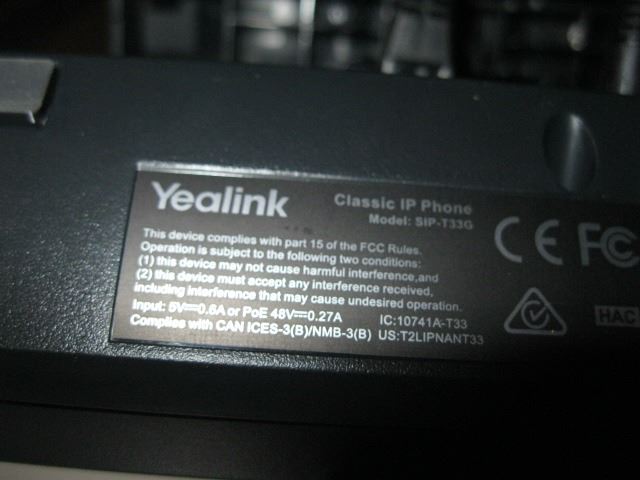 Yealink
Classic IP Phone
Model: SIP-T33G
This device complies with part 15 of the FCC Rules.
Operation is subject to the following two conditions:
(1) this device may not cause harmful interference,and
(2) this device must accept any interference received,
including interference that may cause undesired operation.
Input: 5V⎓0.6A or PoE 48V⎓0.27A
IC:10741A-T33
Complies with CAN ICES-3(B)/NMB-3(B)
US:T2LIPNANT33
CE FC
HAC